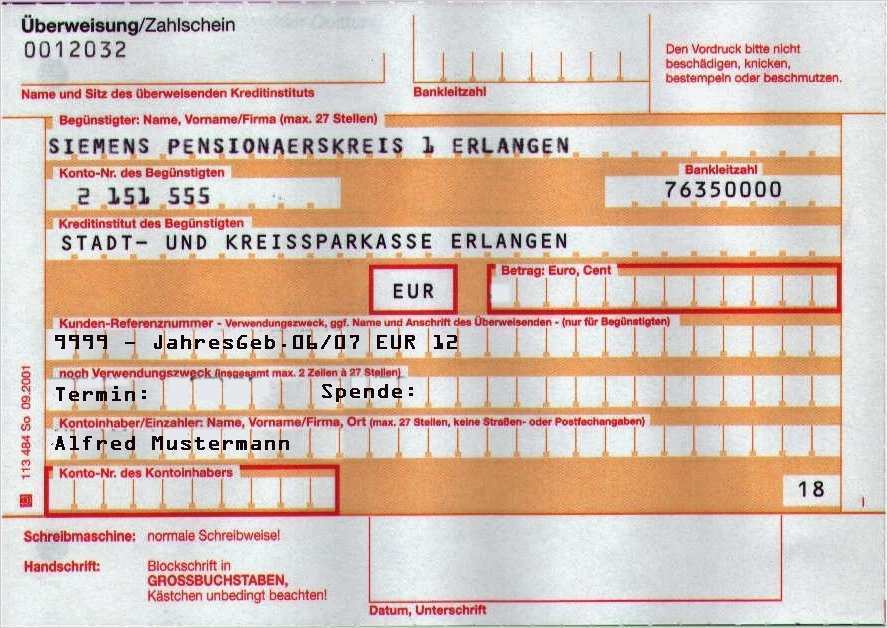 Überweisung/Zahlschein
0012032
Den Vordruck bitte nicht
beschädigen, knicken,
bestempeln oder beschmutzen.
Name und Sitz des überweisenden Kreditinstituts
Bankleitzahl
Begünstigter: Name, Vorname/Firma (max. 27 Stellen)
SIEMENS PENSIONAERSKREIS 1 ERLANGEN
Konto-Nr. des Begünstigten
Bankleitzahl
2 151 555
76350000
Kreditinstitut des Begünstigten
STADT- UND KREISSPARKASSE ERLANGEN
EUR
Betrag: Euro, Cent
Kunden-Referenznummer - Verwendungszweck, ggf. Name und Anschrift des Überweisenden - (nur für Begünstigten)
9999 - JahresGeb.06/07 EUR 12
noch Verwendungszweck (insgesamt max. 2 Zeilen à 27 Stellen)
Termin: Spende:
Kontoinhaber/Einzahler: Name, Vorname/Firma, Ort (max. 27 Stellen, keine Straßen- oder Postfachangaben)
Alfred Mustermann
Konto-Nr. des Kontoinhabers
18
113 484 So 09.2001
Schreibmaschine: normale Schreibweise!
Handschrift: Blockschrift in
GROSSBUCHSTABEN,
Kästchen unbedingt beachten!
Datum, Unterschrift